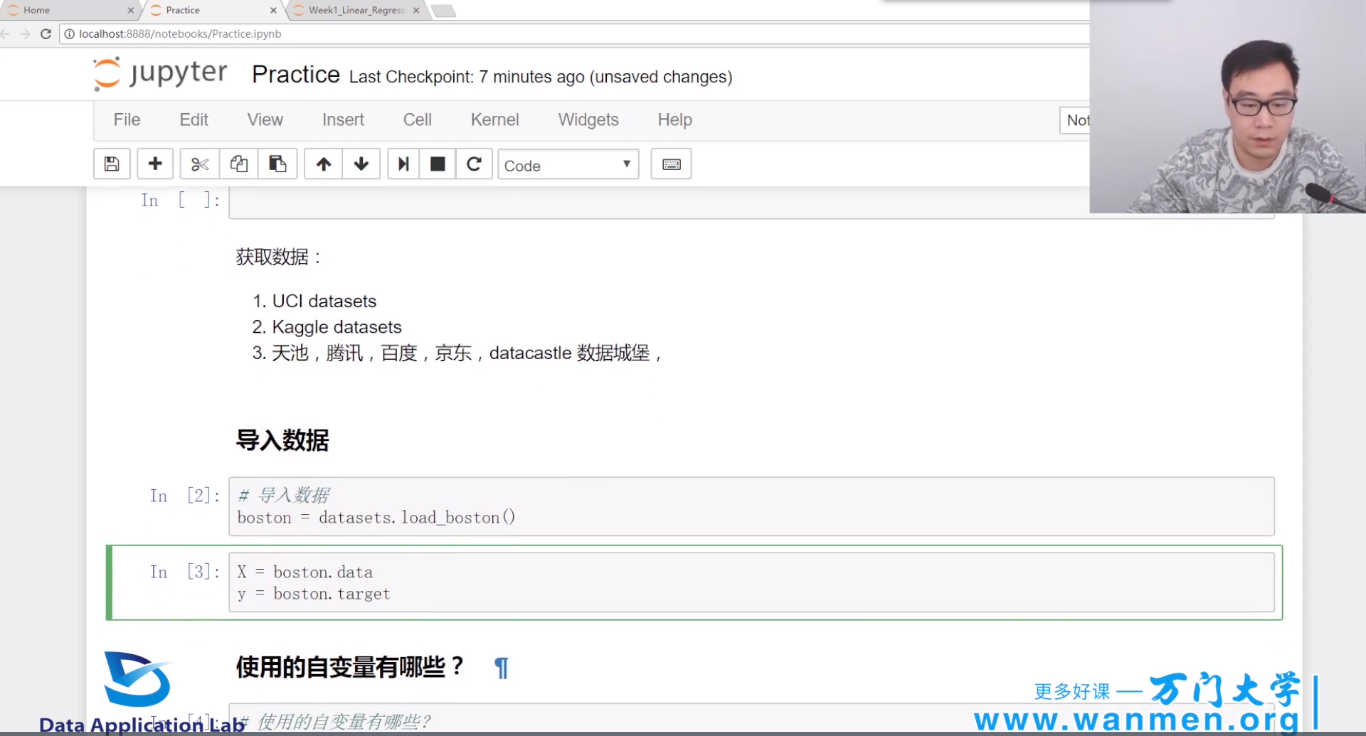 Home
Practice
Week1_Linear_Regress
localhost:8888/notebooks/Practice.ipynb
jupyter Practice Last Checkpoint: 7 minutes ago (unsaved changes)
File Edit View Insert Cell Kernel Widgets Help
Not
Code
In [ ]:
获取数据：
1. UCI datasets
2. Kaggle datasets
3. 天池，腾讯，百度，京东，datacastle 数据城堡，
导入数据
In [2]: # 导入数据
boston = datasets.load_boston()
In [3]: X = boston.data
y = boston.target
使用的自变量有哪些？ ¶
In [4]: # 使用的自变量有哪些?
Data Application Lab
更多好课 — 万门大学
www.wanmen.org